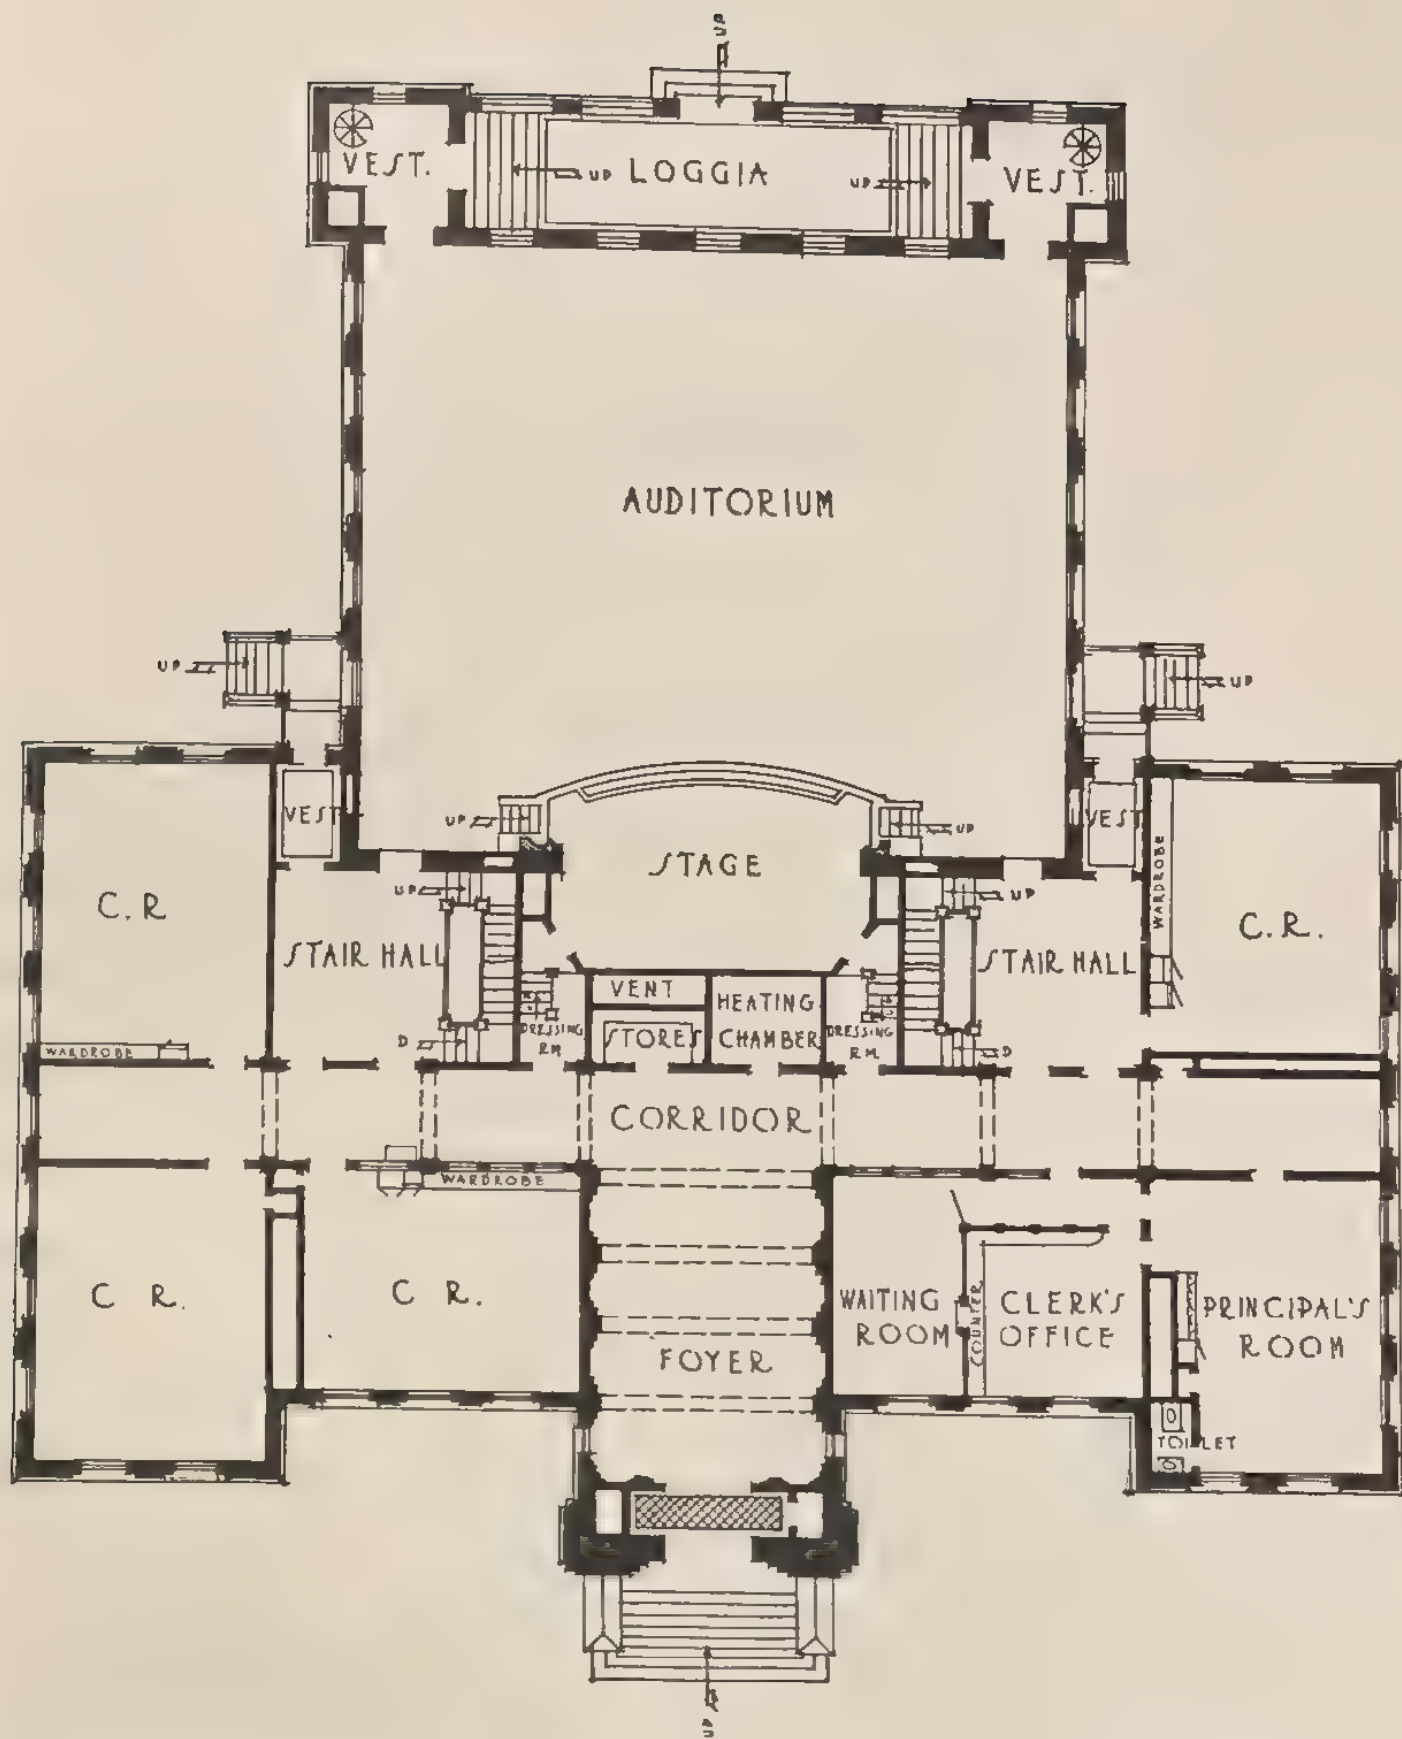 UP
VEST.
UP
LOGGIA
UP
VEST.
AUDITORIUM
UP
UP
VEST
UP
UP
VEST
STAGE
WARDROBE
C.R
UP
UP
C.R.
STAIR HALL
STAIR HALL
VENT
HEATING
CHAMBER
STORES
DRESSING
RM
DRESSING
RM.
WARDROBE
D
D
CORRIDOR
WARDROBE
C R.
C R.
WAITING
ROOM
COUNTER
CLERK'S
OFFICE
PRINCIPAL'S
ROOM
FOYER
TOILET
UP